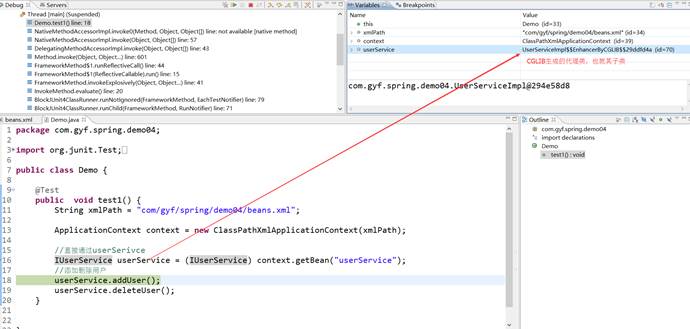 Debug
Servers
Thread [main] (Suspended)
Demo.test1() line: 18
NativeMethodAccessorImpl.invoke0(Method, Object, Object[]) line: not available [native method]
NativeMethodAccessorImpl.invoke(Object, Object[]) line: 57
DelegatingMethodAccessorImpl.invoke(Object, Object[]) line: 43
Method.invoke(Object, Object...) line: 601
FrameworkMethod$1.runReflectiveCall() line: 44
FrameworkMethod$1(ReflectiveCallable).run() line: 15
FrameworkMethod.invokeExplosively(Object, Object...) line: 41
InvokeMethod.evaluate() line: 20
BlockJUnit4ClassRunner.runNotIgnored(FrameworkMethod, EachTestNotifier) line: 79
BlockJUnit4ClassRunner.runChild(FrameworkMethod, RunNotifier) line: 71
Variables
Breakpoints
Name Value
this Demo (id=33)
xmlPath "com/gyf/spring/demo04/beans.xml" (id=34)
context ClassPathXmlApplicationContext (id=39)
userService UserServiceImpl$$EnhancerByCGLIB$$29ddfd4a (id=70)
CGLIB生成的代理类，也就其子类
com.gyf.spring.demo04.UserServiceImpl@294e58d8
beans.xml
Demo.java
1 package com.gyf.spring.demo04;
2
3 import org.junit.Test;
6
7 public class Demo {
8
9 @Test
10 public void test1() {
11 String xmlPath = "com/gyf/spring/demo04/beans.xml";
12
13 ApplicationContext context = new ClassPathXmlApplicationContext(xmlPath);
14
15 //直接通过userSerivce
16 IUserService userService = (IUserService) context.getBean("userService");
17 //添加删除用户
18 userService.addUser();
19 userService.deleteUser();
20 }
Outline
com.gyf.spring.demo04
import declarations
Demo
test1() : void